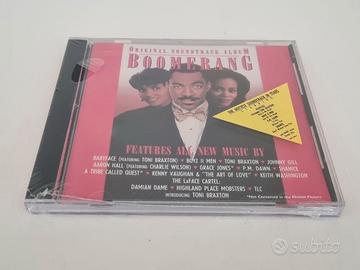 ORIGINAL SOUNDTRACK ALBUM
BOOMERANG
FEATURES ALL NEW MUSIC BY
BABYFACE (FEATURING TONI BRAXTON) • BOYZ II MEN • TONI BRAXTON • JOHNNY GILL
AARON HALL (FEATURING CHARLIE WILSON) • GRACE JONES* • P.M. DAWN • SHANICE
A TRIBE CALLED QUEST* • KENNY VAUGHAN & "THE ART OF LOVE" • KEITH WASHINGTON
THE LAFACE CARTEL:
DAMIAN DAME • HIGHLAND PLACE MOBSTERS • TLC
INTRODUCING: TONI BRAXTON
*Not Contained in the Motion Picture
subito